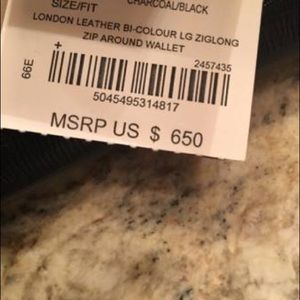 CHARCOAL/BLACK
SIZE/FIT
LONDON LEATHER BI-COLOUR LG ZIGLONG
ZIP AROUND WALLET
2457435
66E
5045495314817
MSRP US $ 650